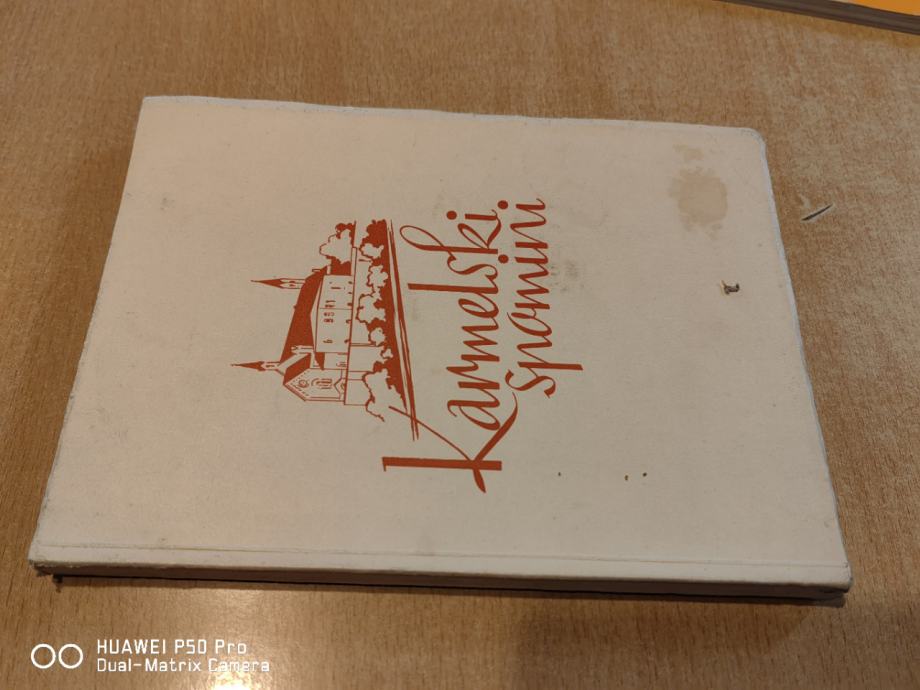 Karmelski
spomini
HUAWEI P50 Pro
Dual-Matrix Camera